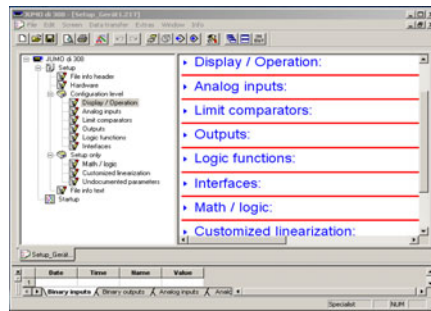 JUMO di 308 - [Setup_Gerät1.217]
File Edit Screen Data transfer Extras Window Info
JUMO di 308
Setup
File info header
Hardware
Configuration level
Display / Operation
Analog inputs
Limit comparators
Outputs
Logic functions
Interfaces
Setup only
Math / logic
Customized linearization
Undocumented parameters
File info text
Startup
Display / Operation:
Analog inputs:
Limit comparators:
Outputs:
Logic functions:
Interfaces:
Math / logic:
Customized linearization:
Setup_Gerät...
Date Time Name Value
1
Binary inputs Binary outputs Analog inputs Analo
Specialist NUM